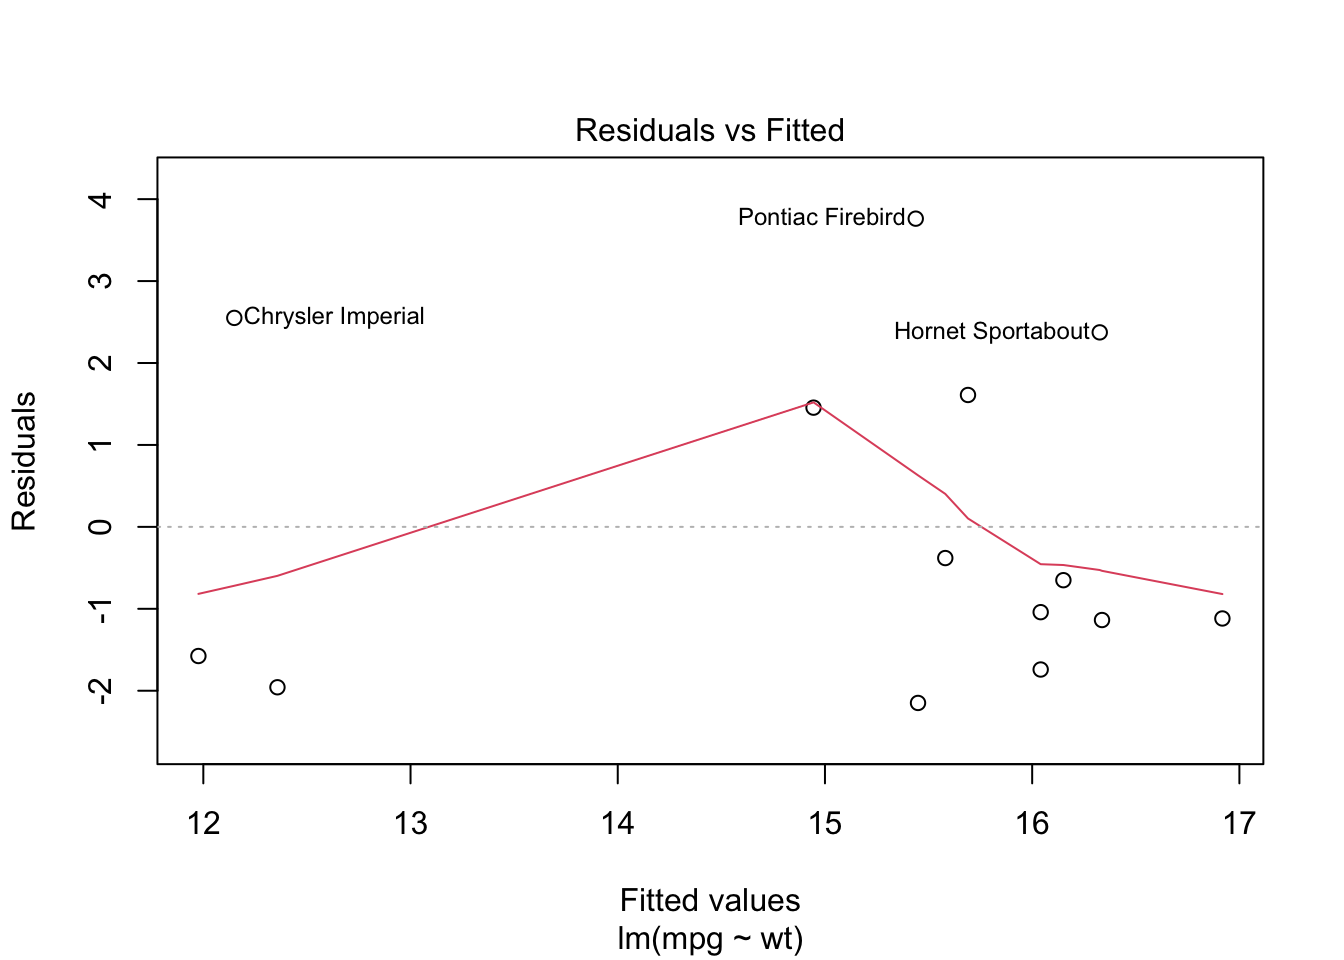 Residuals vs Fitted
4
Pontiac Firebird
3
Chrysler Imperial
Hornet Sportabout
2
1
0
-1
-2
Residuals
12 13 14 15 16 17
Fitted values
lm(mpg ~ wt)